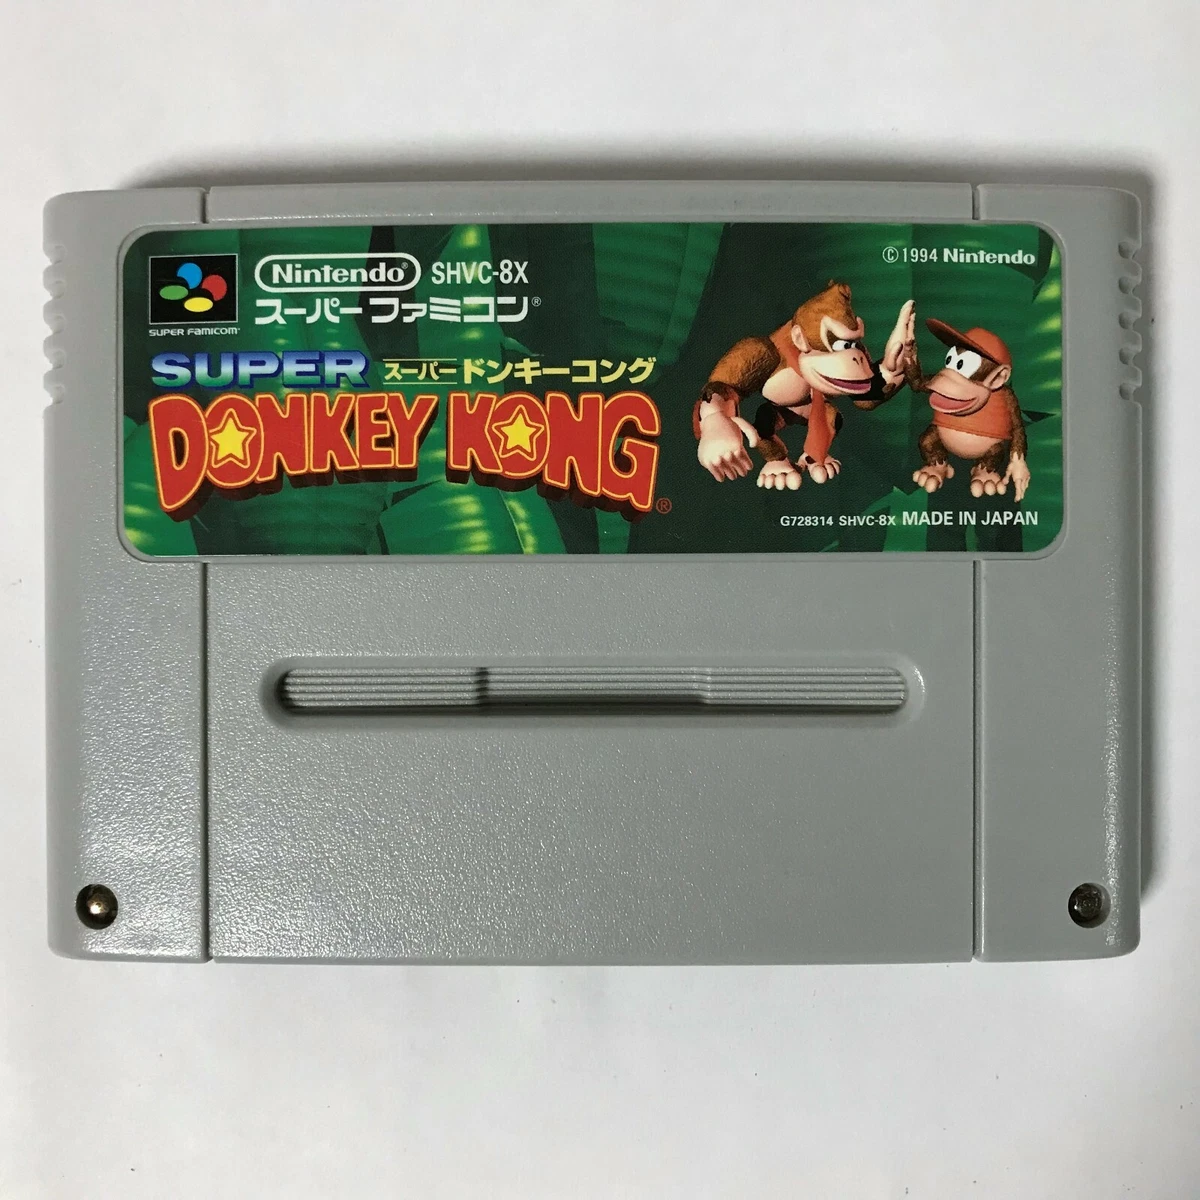 Nintendo® SHVC-8X
スーパーファミコン®
SUPER FAMICOM™
©1994 Nintendo
SUPER スーパードンキーコング
DONKEY KONG®
G728314 SHVC-8X MADE IN JAPAN